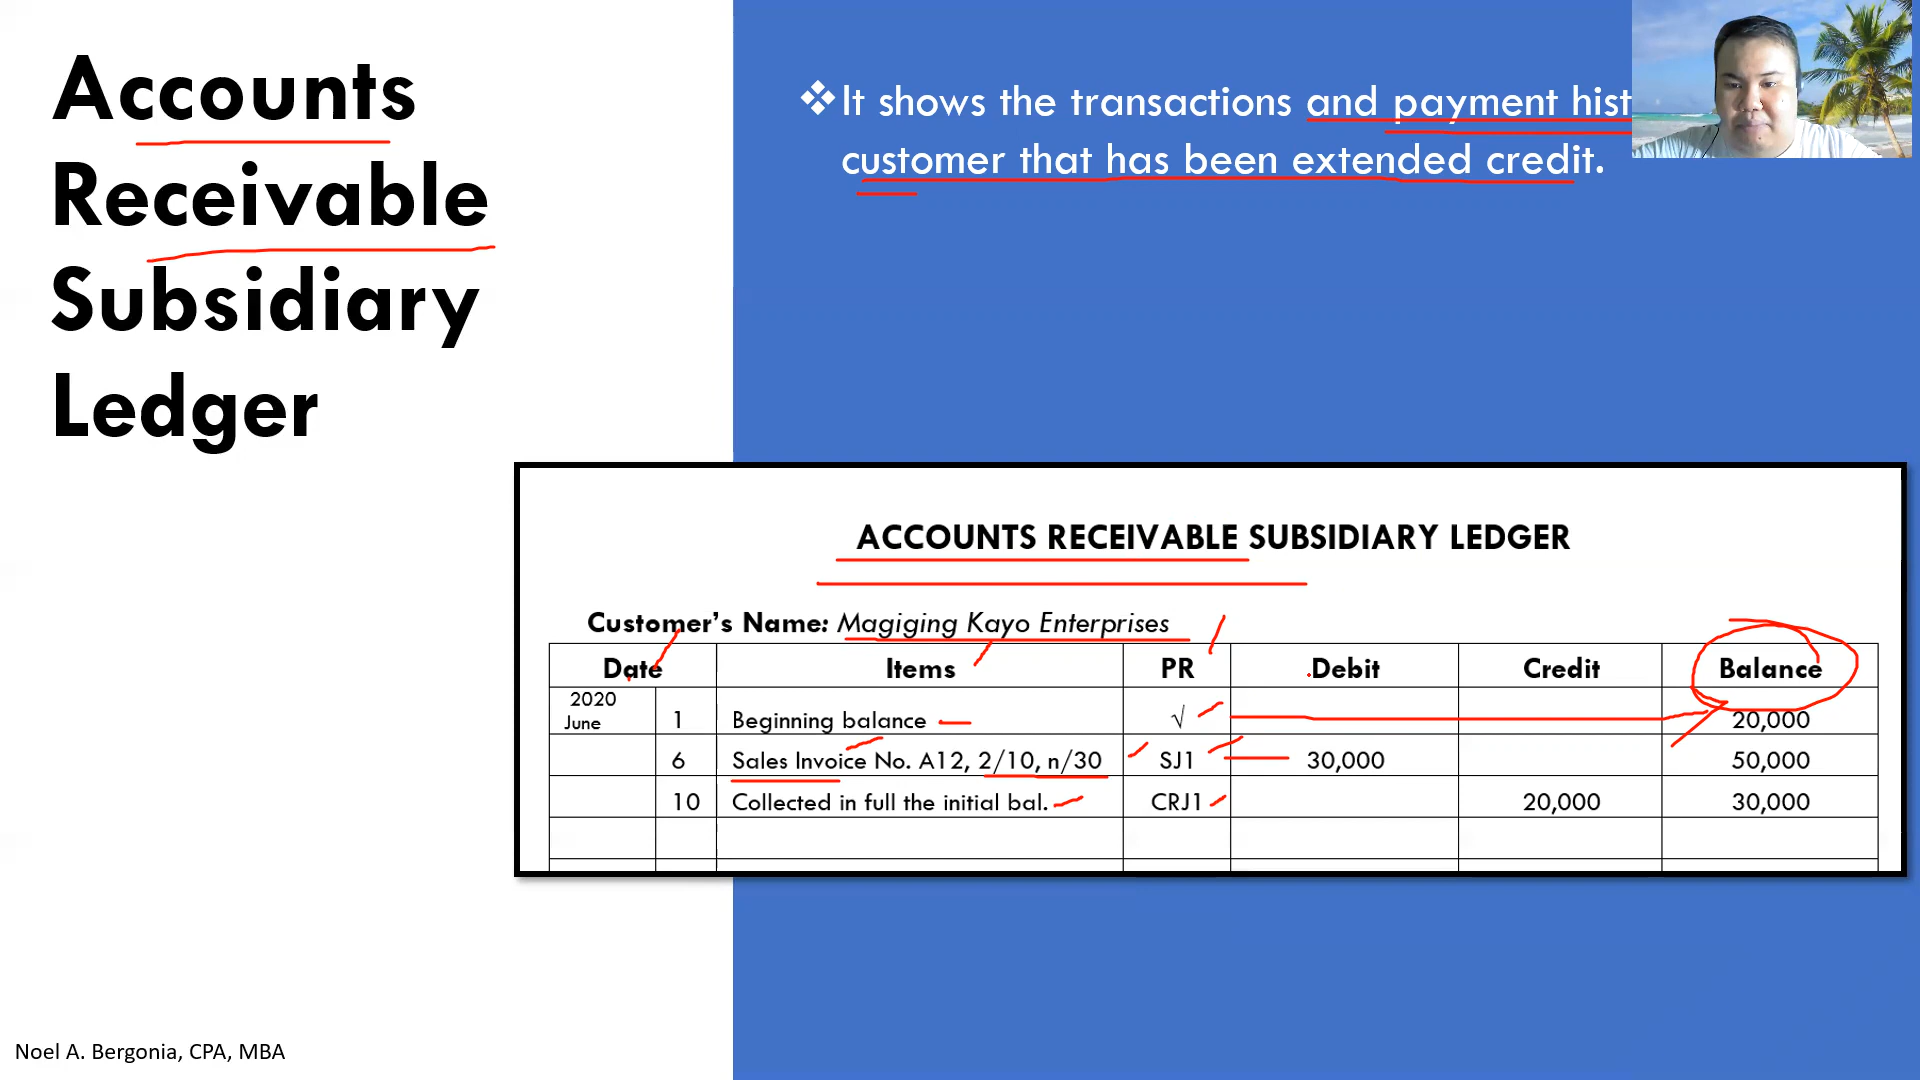 Accounts
Receivable
Subsidiary
Ledger
❖It shows the transactions and payment hist
customer that has been extended credit.
ACCOUNTS RECEIVABLE SUBSIDIARY LEDGER
Customer's Name: Magiging Kayo Enterprises
Date Items PR Debit Credit Balance
2020
June 1 Beginning balance √ 20,000
6 Sales Invoice No. A12, 2/10, n/30 SJ1 30,000 50,000
10 Collected in full the initial bal. CRJ1 20,000 30,000
Noel A. Bergonia, CPA, MBA